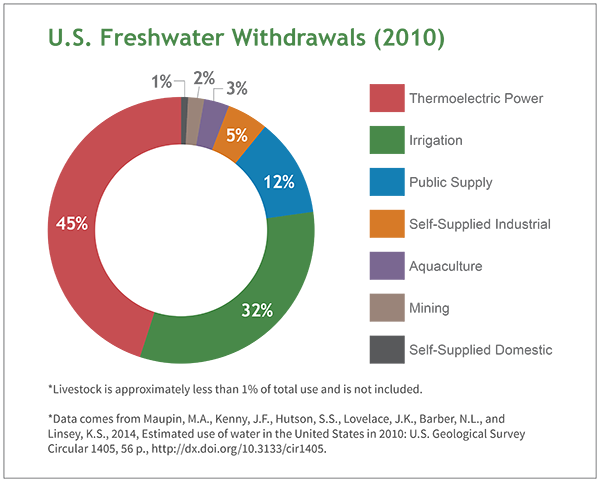 U.S. Freshwater Withdrawals (2010)
1%
2%
3%
5%
12%
45%
32%
Thermoelectric Power
Irrigation
Public Supply
Self-Supplied Industrial
Aquaculture
Mining
Self-Supplied Domestic
*Livestock is approximately less than 1% of total use and is not included.
*Data comes from Maupin, M.A., Kenny, J.F., Hutson, S.S., Lovelace, J.K., Barber, N.L., and
Linsey, K.S., 2014, Estimated use of water in the United States in 2010: U.S. Geological Survey
Circular 1405, 56 p., http://dx.doi.org/10.3133/cir1405.